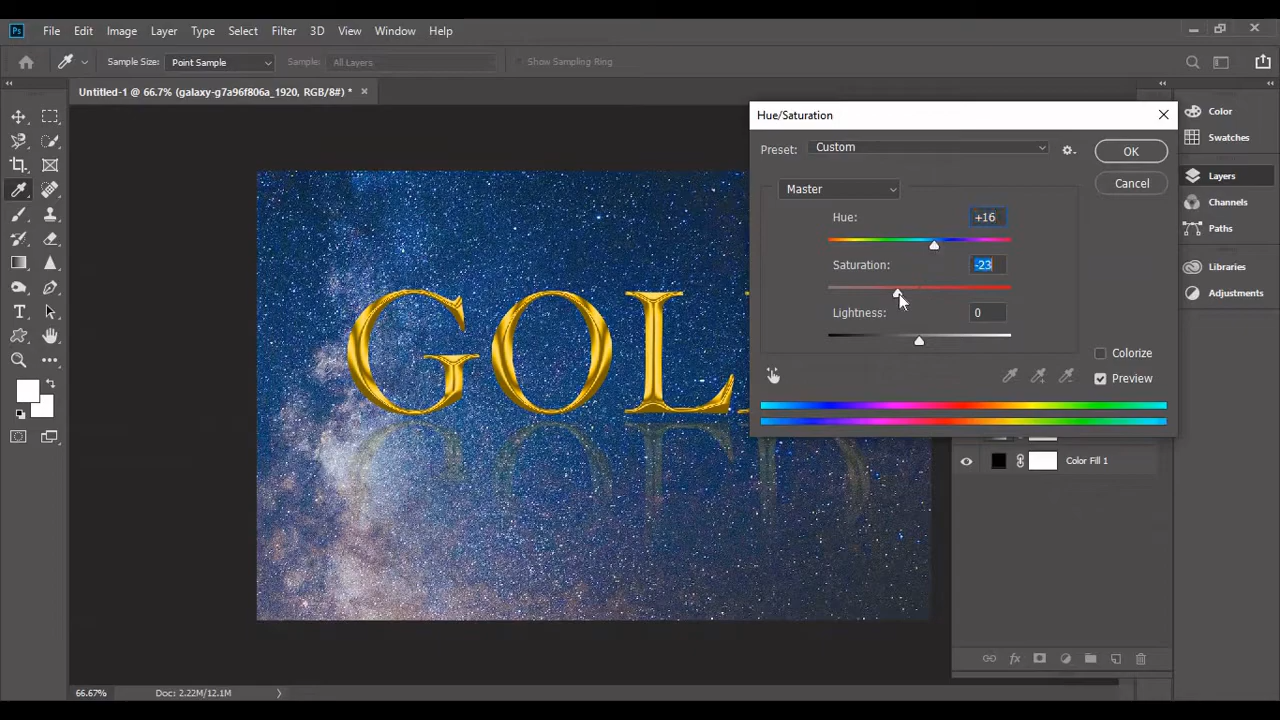 Ps File Edit Image Layer Type Select Filter 3D View Window Help
Sample Size: Point Sample Sample: All Layers Show Sampling Ring
Untitled-1 @ 66.7% (galaxy-g7a96f806a_1920, RGB/8#) *
Hue/Saturation
Preset: Custom
OK
Cancel
Master
Hue: +16
Saturation: -23
Lightness: 0
Colorize
Preview
Color
Swatches
Layers
Channels
Paths
Libraries
Adjustments
GOL
Color Fill 1
66.67% Doc: 2.22M/12.1M